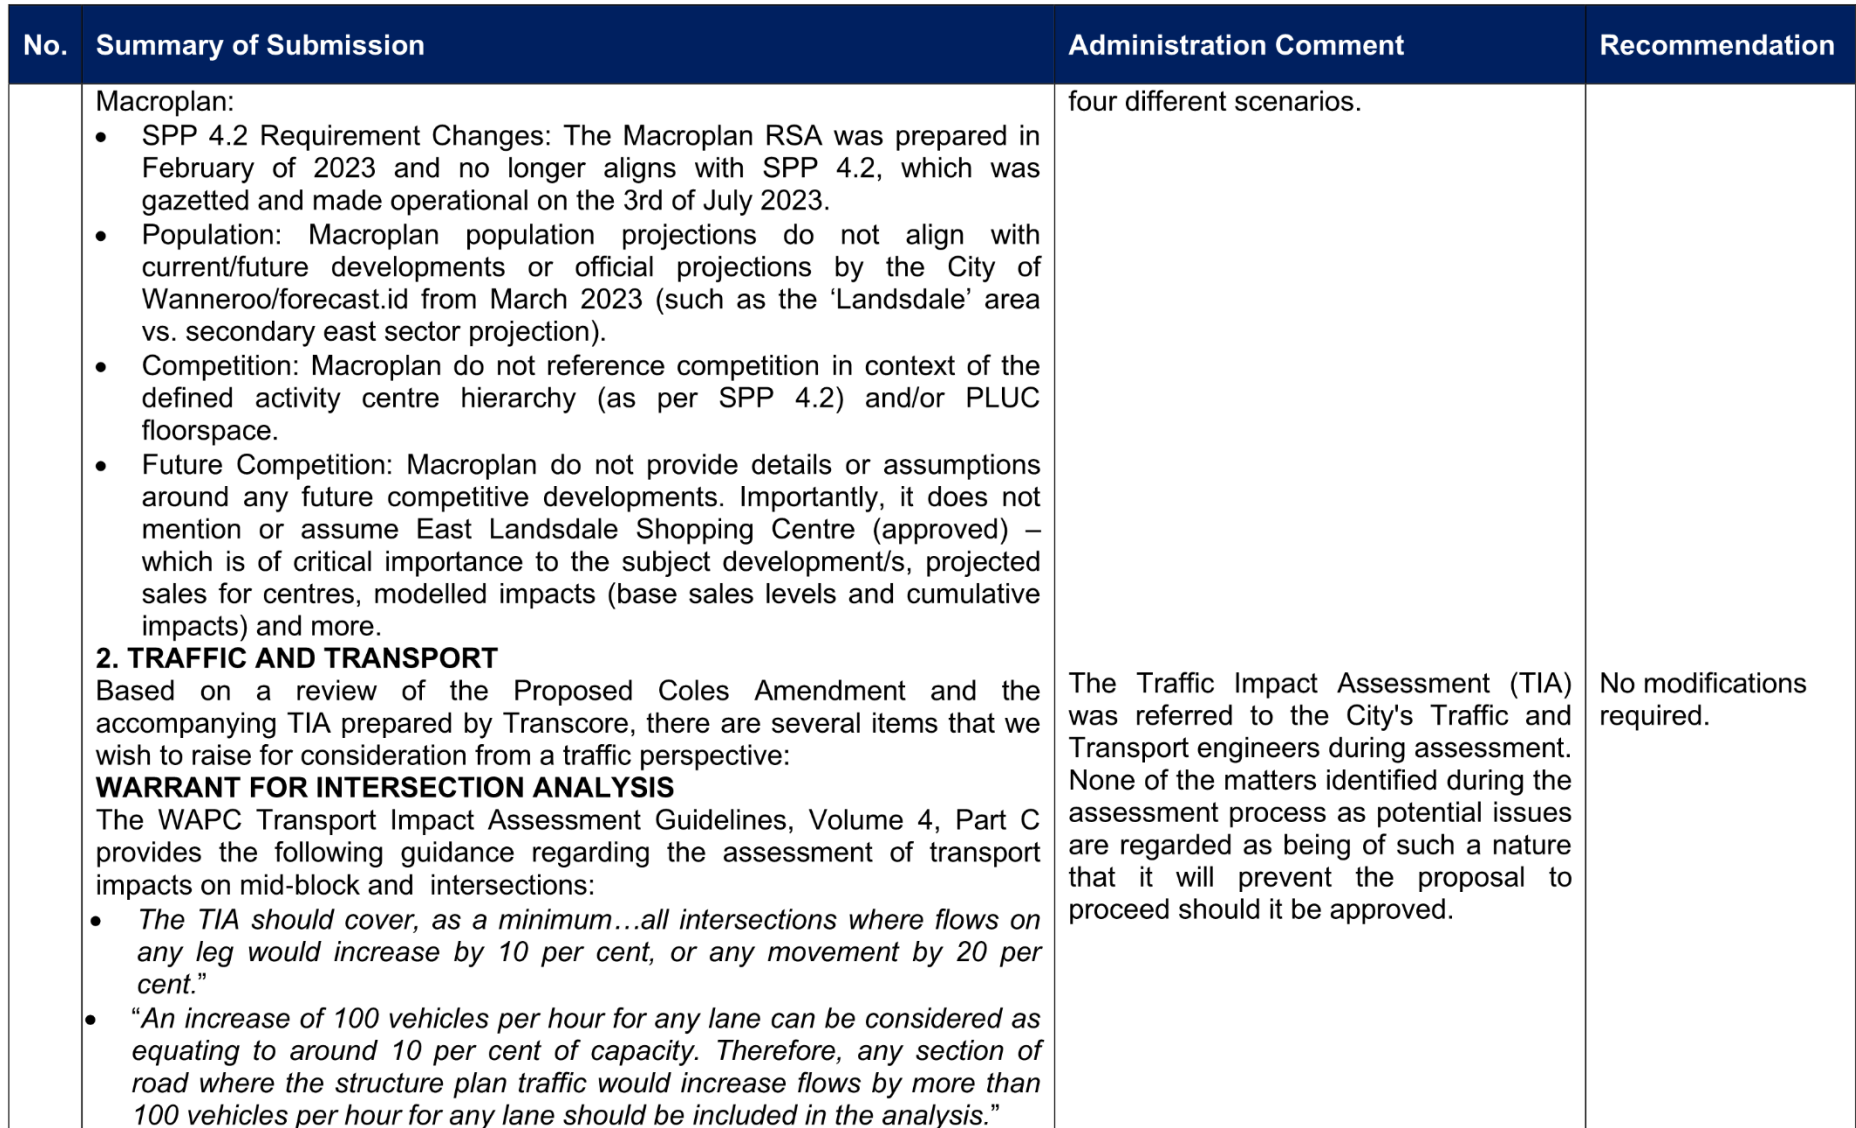 No. Summary of Submission Administration Comment Recommendation
Macroplan:
• SPP 4.2 Requirement Changes: The Macroplan RSA was prepared in
February of 2023 and no longer aligns with SPP 4.2, which was
gazetted and made operational on the 3rd of July 2023.
• Population: Macroplan population projections do not align with
current/future developments or official projections by the City of
Wanneroo/forecast.id from March 2023 (such as the ‘Landsdale’ area
vs. secondary east sector projection).
• Competition: Macroplan do not reference competition in context of the
defined activity centre hierarchy (as per SPP 4.2) and/or PLUC
floorspace.
• Future Competition: Macroplan do not provide details or assumptions
around any future competitive developments. Importantly, it does not
mention or assume East Landsdale Shopping Centre (approved) –
which is of critical importance to the subject development/s, projected
sales for centres, modelled impacts (base sales levels and cumulative
impacts) and more.
2. TRAFFIC AND TRANSPORT
Based on a review of the Proposed Coles Amendment and the
accompanying TIA prepared by Transcore, there are several items that we
wish to raise for consideration from a traffic perspective:
WARRANT FOR INTERSECTION ANALYSIS
The WAPC Transport Impact Assessment Guidelines, Volume 4, Part C
provides the following guidance regarding the assessment of transport
impacts on mid-block and intersections:
• The TIA should cover, as a minimum…all intersections where flows on
any leg would increase by 10 per cent, or any movement by 20 per
cent.”
• “An increase of 100 vehicles per hour for any lane can be considered as
equating to around 10 per cent of capacity. Therefore, any section of
road where the structure plan traffic would increase flows by more than
100 vehicles per hour for any lane should be included in the analysis.”
four different scenarios.
The Traffic Impact Assessment (TIA)
was referred to the City's Traffic and
Transport engineers during assessment.
None of the matters identified during the
assessment process as potential issues
are regarded as being of such a nature
that it will prevent the proposal to
proceed should it be approved.
No modifications
required.